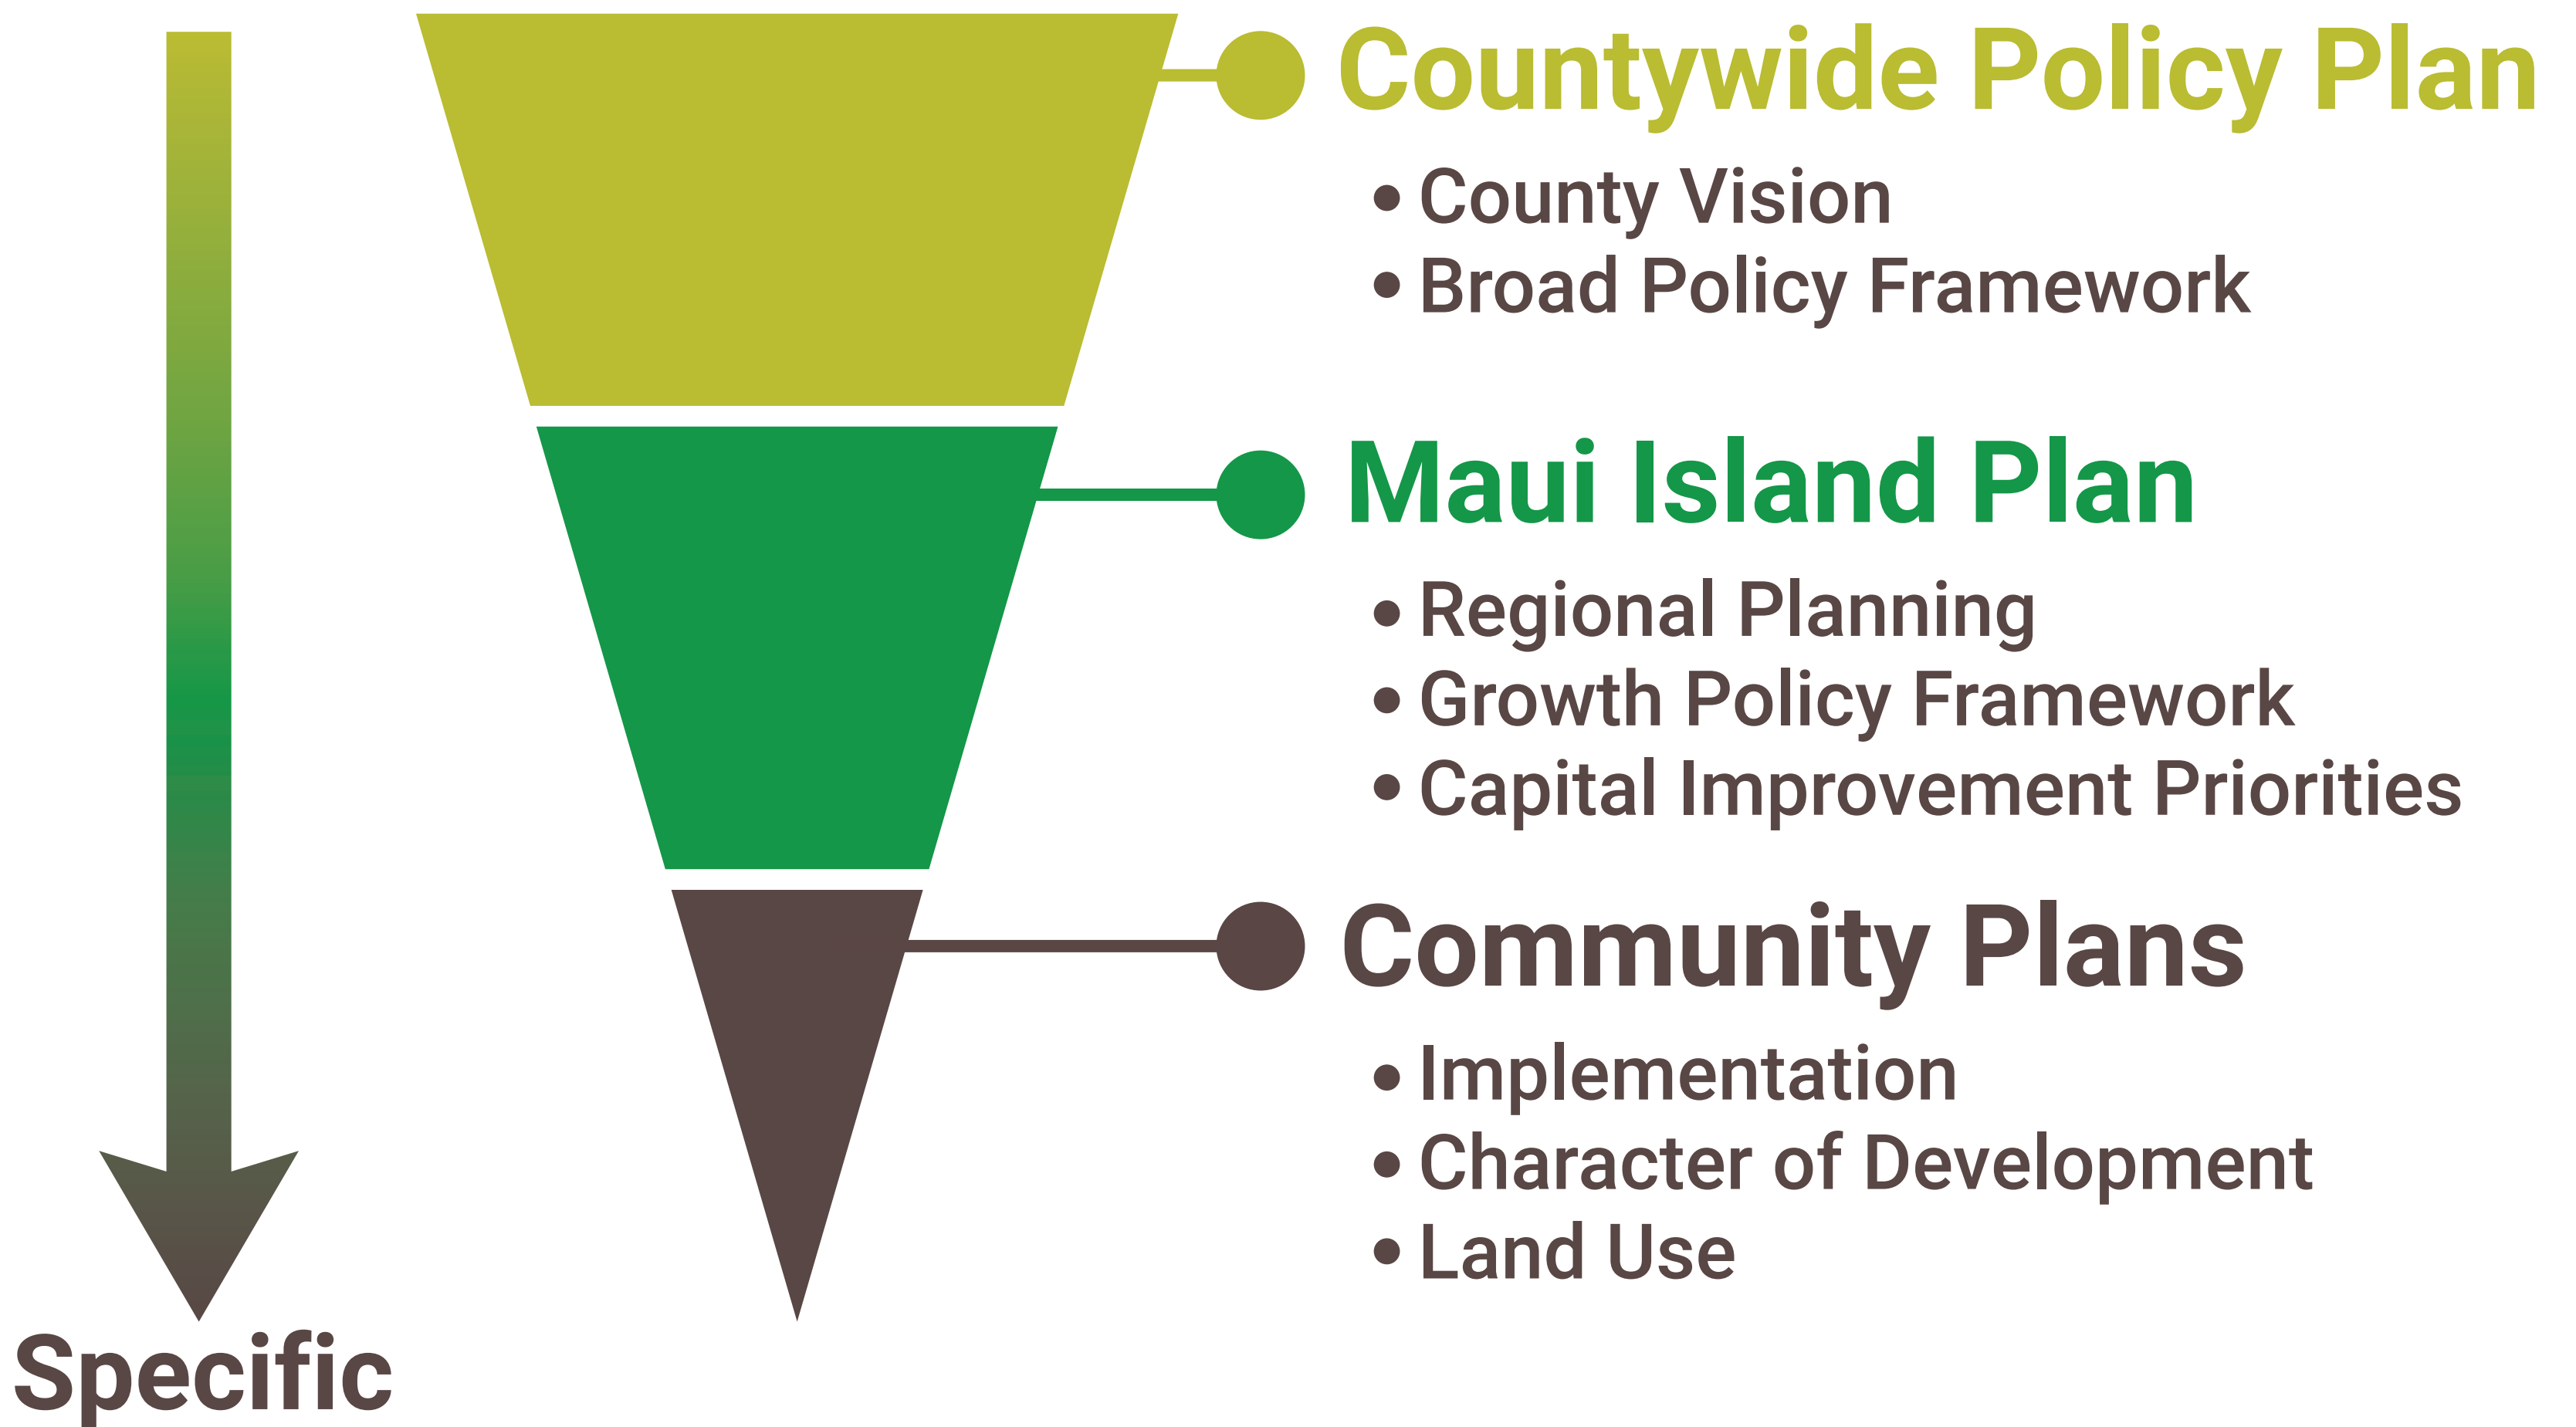 Countywide Policy Plan
• County Vision
• Broad Policy Framework
Maui Island Plan
• Regional Planning
• Growth Policy Framework
• Capital Improvement Priorities
Community Plans
• Implementation
• Character of Development
• Land Use
Specific